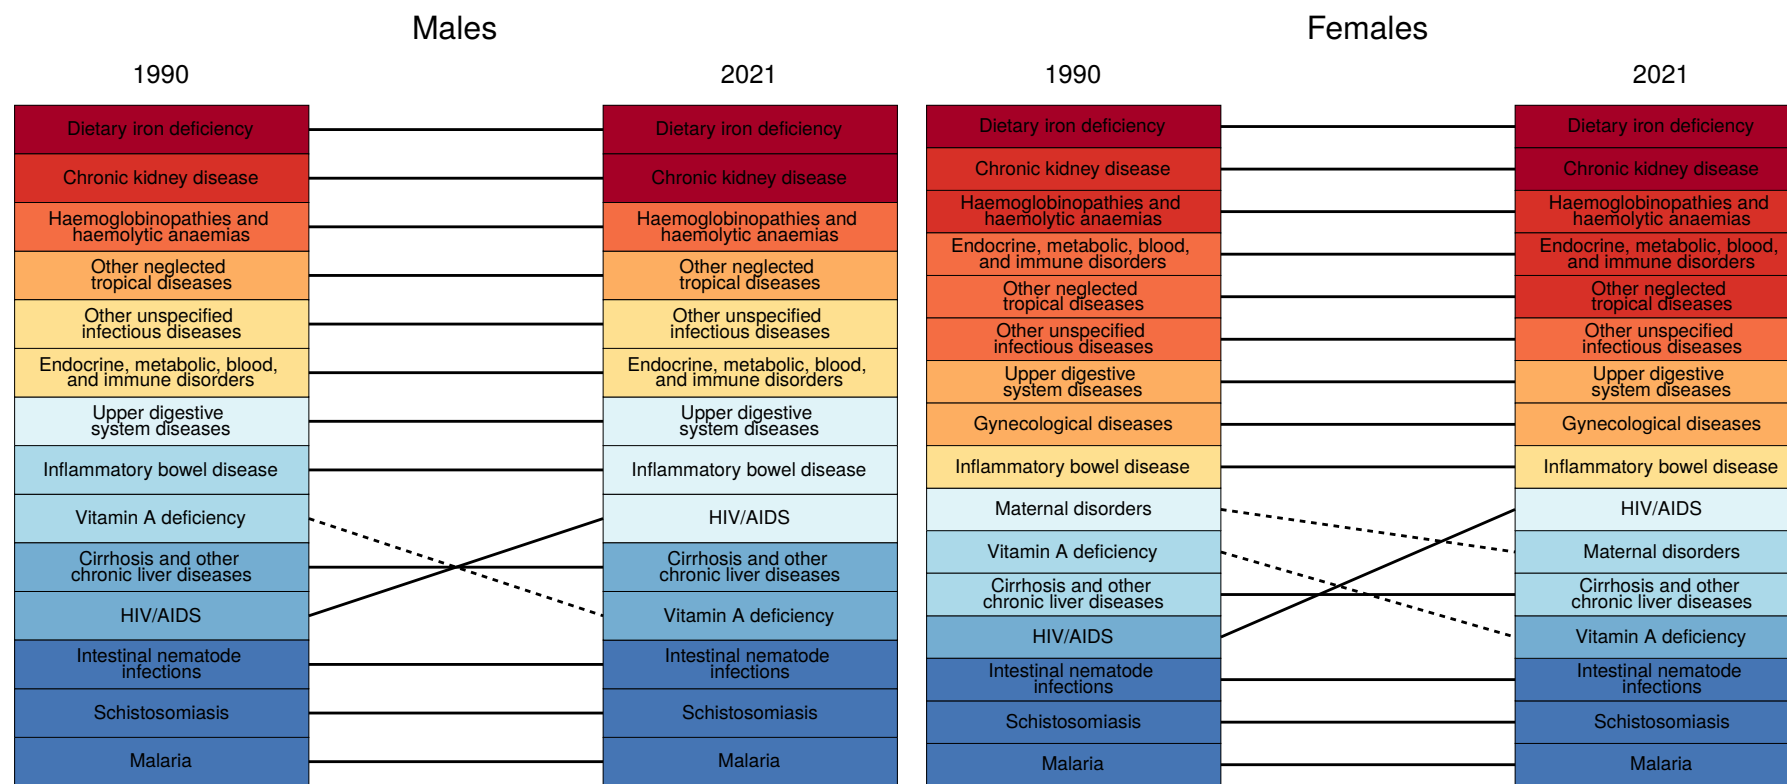 Males
1990
2021
Dietary iron deficiency
Chronic kidney disease
Haemoglobinopathies and
haemolytic anaemias
Other neglected
tropical diseases
Other unspecified
infectious diseases
Endocrine, metabolic, blood,
and immune disorders
Upper digestive
system diseases
Inflammatory bowel disease
Vitamin A deficiency
Cirrhosis and other
chronic liver diseases
HIV/AIDS
Intestinal nematode
infections
Schistosomiasis
Malaria
Dietary iron deficiency
Chronic kidney disease
Haemoglobinopathies and
haemolytic anaemias
Other neglected
tropical diseases
Other unspecified
infectious diseases
Endocrine, metabolic, blood,
and immune disorders
Upper digestive
system diseases
Inflammatory bowel disease
HIV/AIDS
Cirrhosis and other
chronic liver diseases
Vitamin A deficiency
Intestinal nematode
infections
Schistosomiasis
Malaria
Females
1990
2021
Dietary iron deficiency
Chronic kidney disease
Haemoglobinopathies and
haemolytic anaemias
Endocrine, metabolic, blood,
and immune disorders
Other neglected
tropical diseases
Other unspecified
infectious diseases
Upper digestive
system diseases
Gynecological diseases
Inflammatory bowel disease
Maternal disorders
Vitamin A deficiency
Cirrhosis and other
chronic liver diseases
HIV/AIDS
Intestinal nematode
infections
Schistosomiasis
Malaria
Dietary iron deficiency
Chronic kidney disease
Haemoglobinopathies and
haemolytic anaemias
Endocrine, metabolic, blood,
and immune disorders
Other neglected
tropical diseases
Other unspecified
infectious diseases
Upper digestive
system diseases
Gynecological diseases
Inflammatory bowel disease
HIV/AIDS
Maternal disorders
Cirrhosis and other
chronic liver diseases
Vitamin A deficiency
Intestinal nematode
infections
Schistosomiasis
Malaria